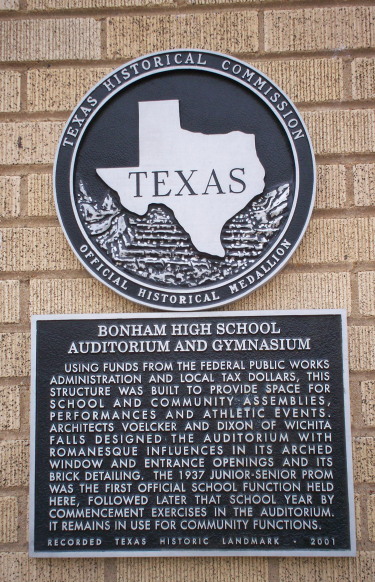 TEXAS HISTORICAL COMMISSION
TEXAS
OFFICIAL HISTORICAL MEDALLION
BONHAM HIGH SCHOOL
AUDITORIUM AND GYMNASIUM
USING FUNDS FROM THE FEDERAL PUBLIC WORKS
ADMINISTRATION AND LOCAL TAX DOLLARS, THIS
STRUCTURE WAS BUILT TO PROVIDE SPACE FOR
SCHOOL AND COMMUNITY ASSEMBLIES,
PERFORMANCES AND ATHLETIC EVENTS.
ARCHITECTS VOELCKER AND DIXON OF WICHITA
FALLS DESIGNED THE AUDITORIUM WITH
ROMANESQUE INFLUENCES IN ITS ARCHED
WINDOW AND ENTRANCE OPENINGS AND ITS
BRICK DETAILING. THE 1937 JUNIOR-SENIOR PROM
WAS THE FIRST OFFICIAL SCHOOL FUNCTION HELD
HERE, FOLLOWED LATER THAT SCHOOL YEAR BY
COMMENCEMENT EXERCISES IN THE AUDITORIUM.
IT REMAINS IN USE FOR COMMUNITY FUNCTIONS.
RECORDED TEXAS HISTORIC LANDMARK • 2001